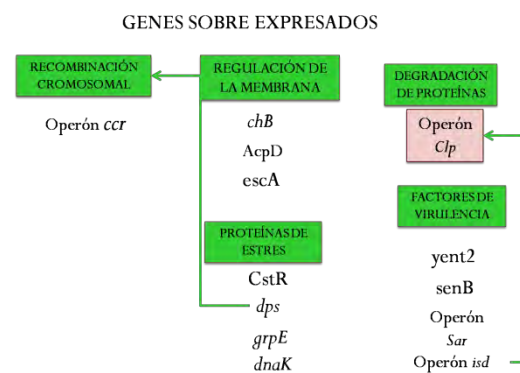 GENES SOBRE EXPRESADOS
RECOMBINACIÓN
CROMOSOMAL
Operón ccr
REGULACIÓN DE
LA MEMBRANA
chB
AcpD
escA
PROTEÍNAS DE
ESTRES
CstR
dps
grpE
dnaK
DEGRADACIÓN
DE PROTEÍNAS
Operón
Clp
FACTORES DE
VIRULENCIA
yent2
senB
Operón
Sar
Operón isd